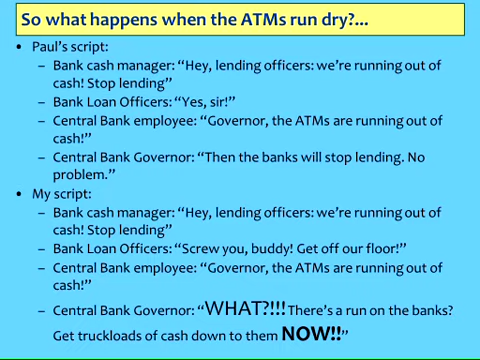 So what happens when the ATMs run dry?...
• Paul's script:
– Bank cash manager: "Hey, lending officers: we're running out of
cash! Stop lending"
– Bank Loan Officers: "Yes, sir!"
– Central Bank employee: "Governor, the ATMs are running out of
cash!"
– Central Bank Governor: "Then the banks will stop lending. No
problem."
• My script:
– Bank cash manager: "Hey, lending officers: we're running out of
cash! Stop lending"
– Bank Loan Officers: "Screw you, buddy! Get off our floor!"
– Central Bank employee: "Governor, the ATMs are running out of
cash!"
– Central Bank Governor: "WHAT?!!! There's a run on the banks?
Get truckloads of cash down to them NOW!!"